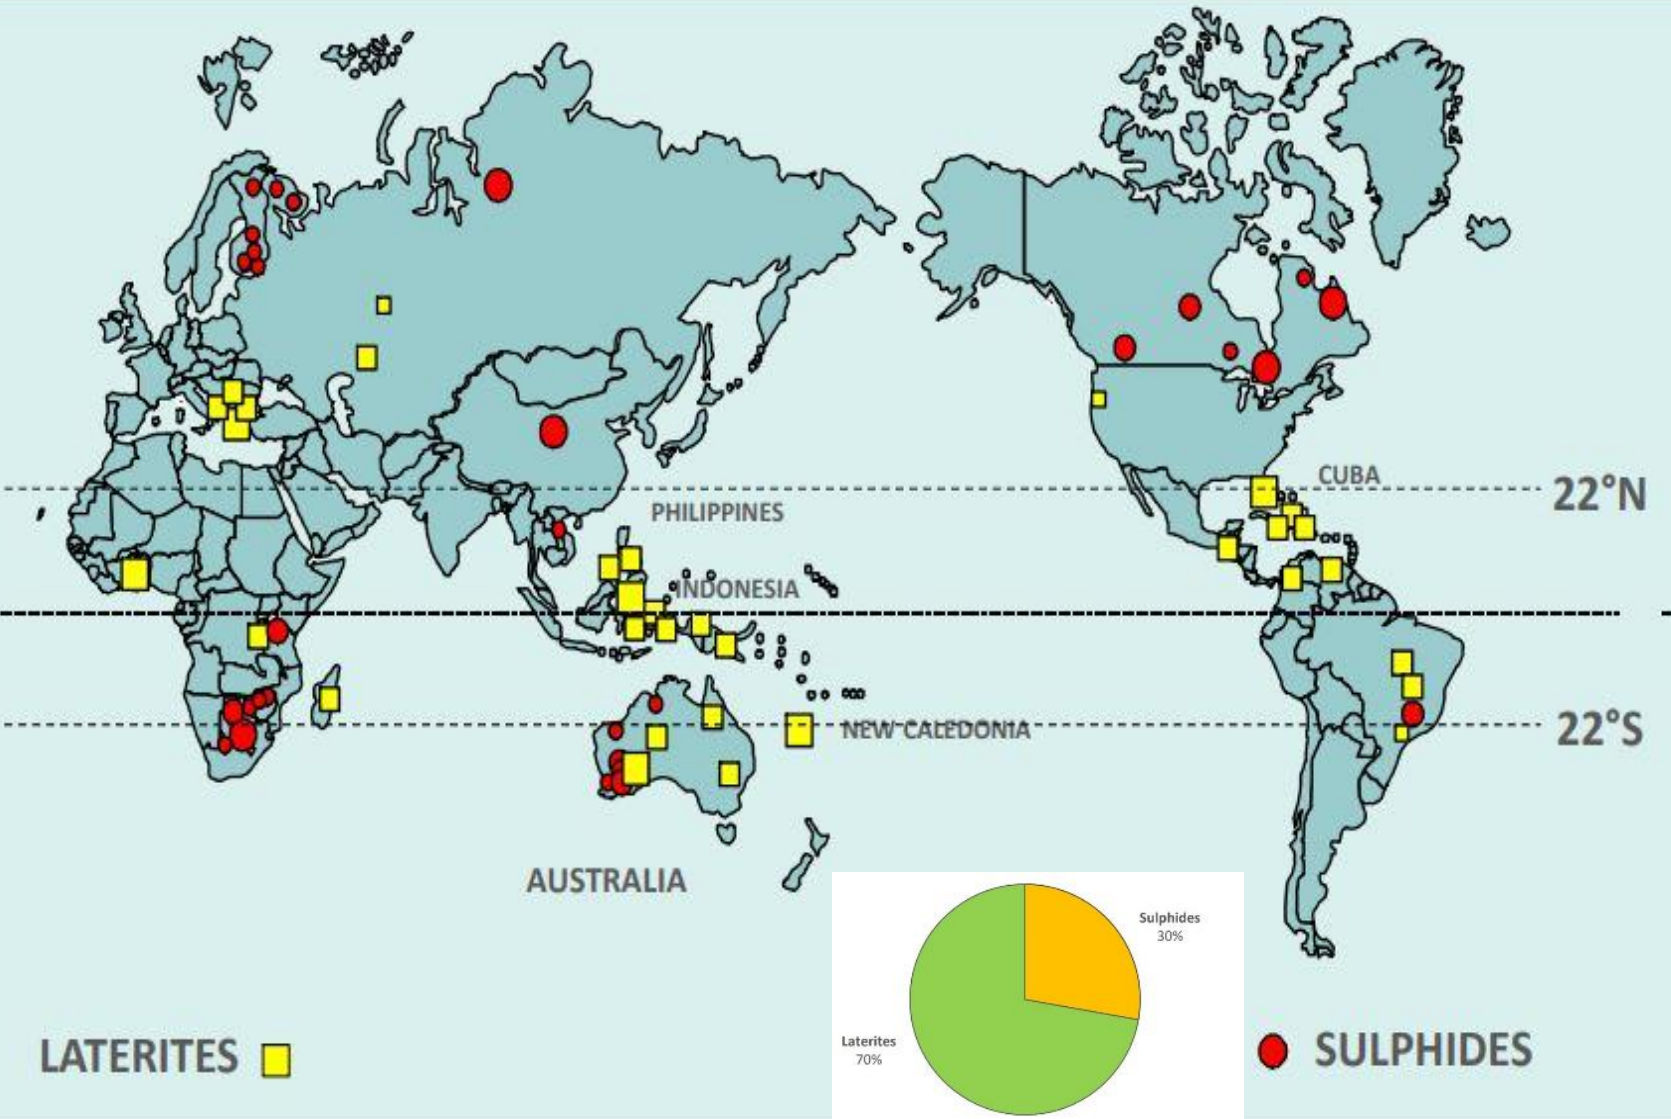 CUBA
22°N
PHILIPPINES
INDONESIA
NEW CALEDONIA
22°S
AUSTRALIA
Sulphides
30%
Laterites
70%
LATERITES
SULPHIDES